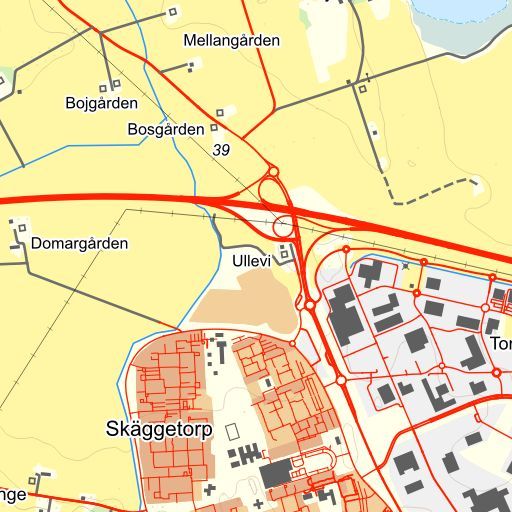 Mellangården
Bojgården
Bosgården
39
Domargården
Ullevi
Tor
Skäggetorp
nge